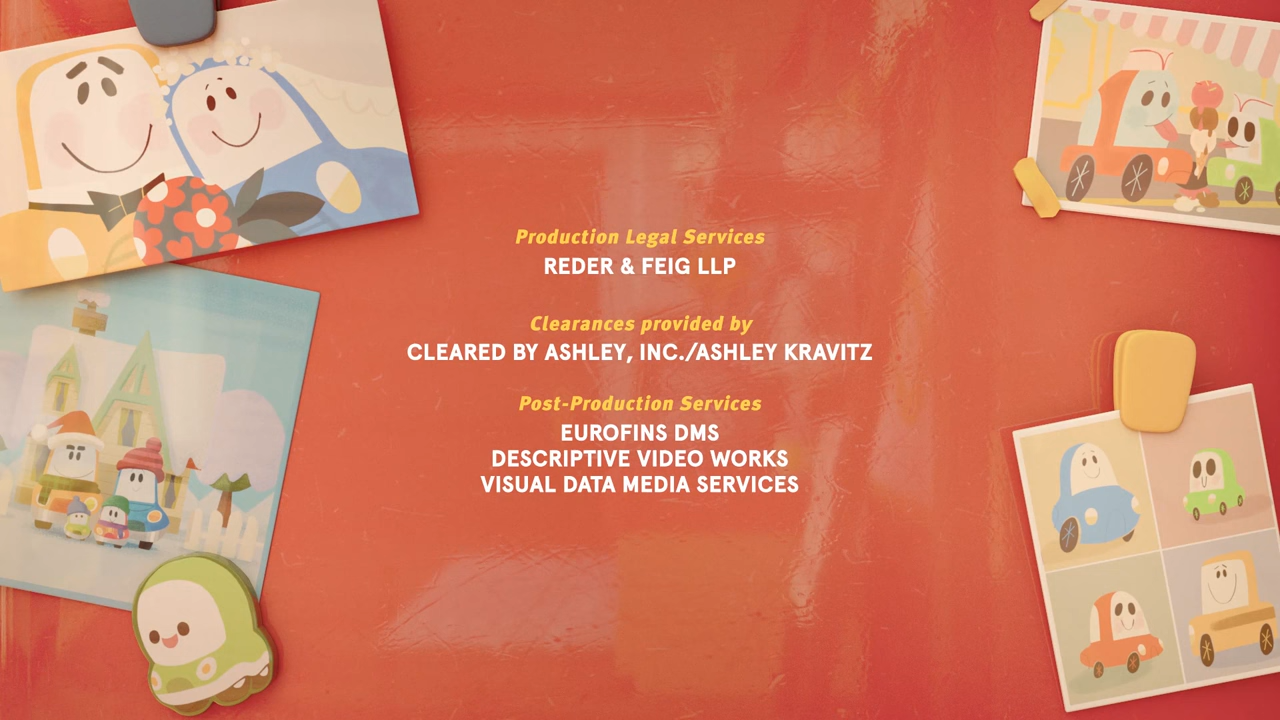 Production Legal Services
REDER & FEIG LLP
Clearances provided by
CLEARED BY ASHLEY, INC./ASHLEY KRAVITZ
Post-Production Services
EUROFINS DMS
DESCRIPTIVE VIDEO WORKS
VISUAL DATA MEDIA SERVICES